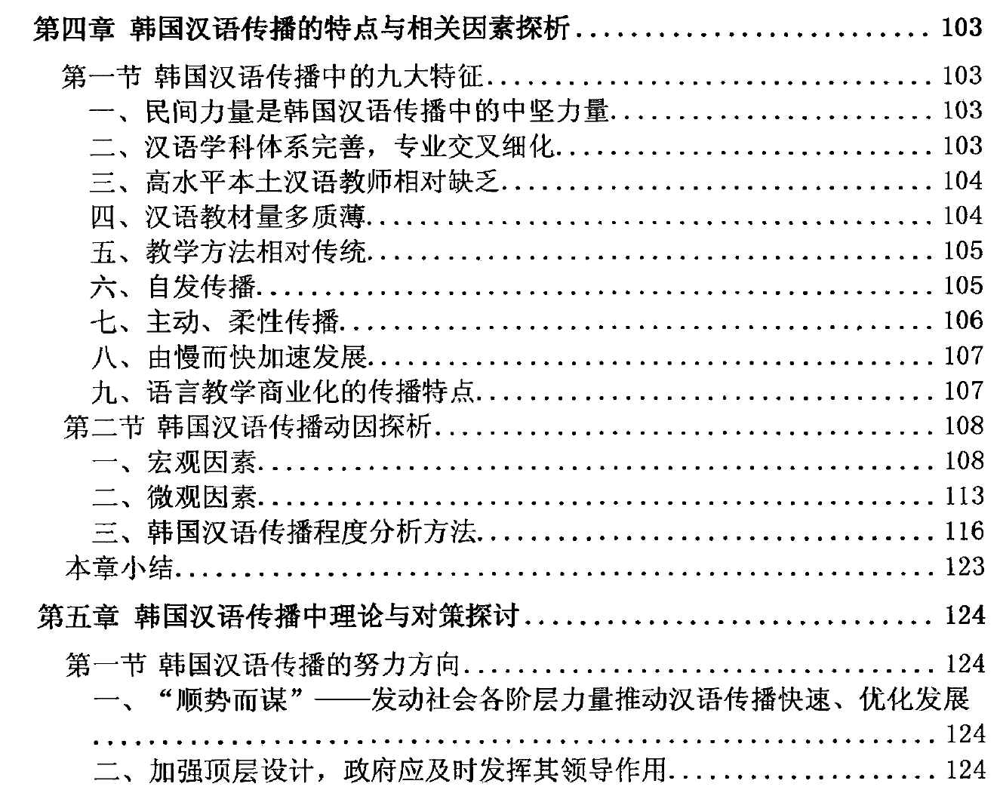 第四章 韩国汉语传播的特点与相关因素探析.......................... 103
第一节 韩国汉语传播中的九大特征................................. 103
一、民间力量是韩国汉语传播中的中坚力量........................ 103
二、汉语学科体系完善，专业交叉细化............................ 103
三、高水平本土汉语教师相对缺乏................................ 104
四、汉语教材量多质薄.......................................... 104
五、教学方法相对传统.......................................... 105
六、自发传播.................................................. 105
七、主动、柔性传播............................................ 106
八、由慢而快加速发展.......................................... 107
九、语言教学商业化的传播特点.................................. 107
第二节 韩国汉语传播动因探析..................................... 108
一、宏观因素.................................................. 108
二、微观因素.................................................. 113
三、韩国汉语传播程度分析方法.................................. 116
本章小结........................................................ 123
第五章 韩国汉语传播中理论与对策探讨.............................. 124
第一节 韩国汉语传播的努力方向................................... 124
一、“顺势而谋”——发动社会各阶层力量推动汉语传播快速、优化发展
.............................................................. 124
二、加强顶层设计，政府应及时发挥其领导作用.................... 124